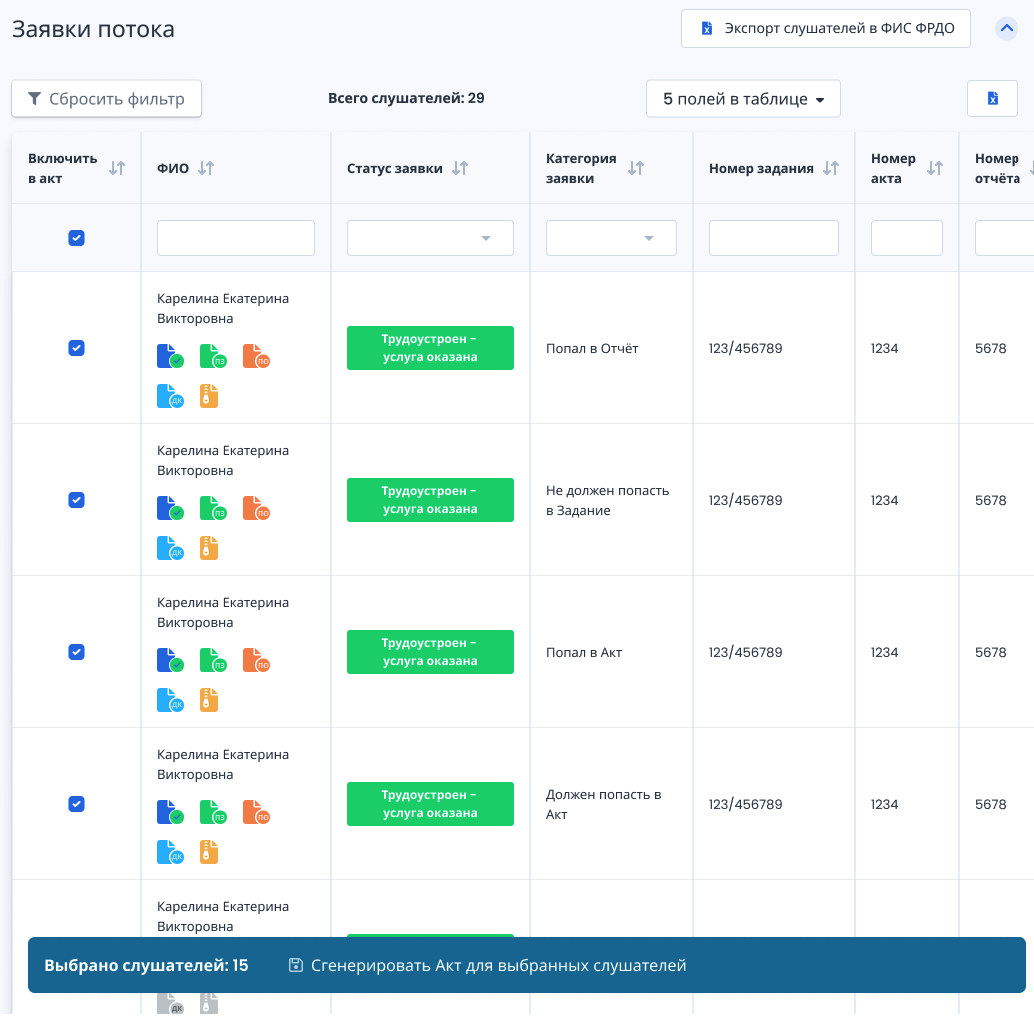 Заявки потока
Экспорт слушателей в ФИС ФРДО
Сбросить фильтр
Всего слушателей: 29
5 полей в таблице
Включить
в акт
ФИО
Статус заявки
Категория
заявки
Номер задания
Номер
акта
Номер
отчёта
Карелина Екатерина
Викторовна
ПЗ
ПО
ДК
Трудоустроен –
услуга оказана
Попал в Отчёт
123/456789
1234
5678
Карелина Екатерина
Викторовна
ПЗ
ПО
ДК
Трудоустроен –
услуга оказана
Не должен попасть
в Задание
123/456789
1234
5678
Карелина Екатерина
Викторовна
ПЗ
ПО
ДК
Трудоустроен –
услуга оказана
Попал в Акт
123/456789
1234
5678
Карелина Екатерина
Викторовна
ПЗ
ПО
ДК
Трудоустроен –
услуга оказана
Должен попасть в
Акт
123/456789
1234
5678
Карелина Екатерина
Викторовна
Выбрано слушателей: 15
Сгенерировать Акт для выбранных слушателей
ДК